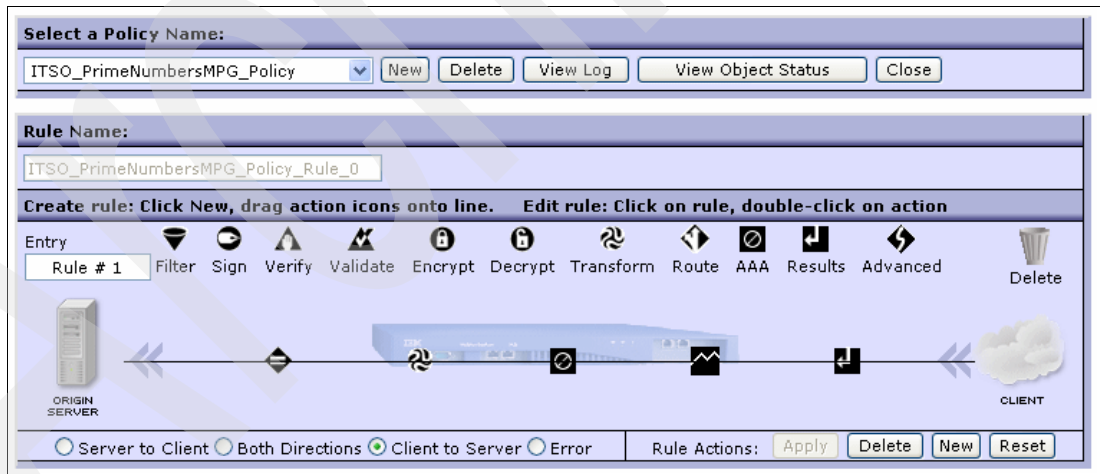 Select a Policy Name:
ITSO_PrimeNumbersMPG_Policy New Delete View Log View Object Status Close
Rule Name:
ITSO_PrimeNumbersMPG_Policy_Rule_0
Create rule: Click New, drag action icons onto line. Edit rule: Click on rule, double-click on action
Entry
Rule # 1 Filter Sign Verify Validate Encrypt Decrypt Transform Route AAA Results Advanced
Delete
ORIGIN
SERVER
CLIENT
Server to Client Both Directions Client to Server Error Rule Actions: Apply Delete New Reset